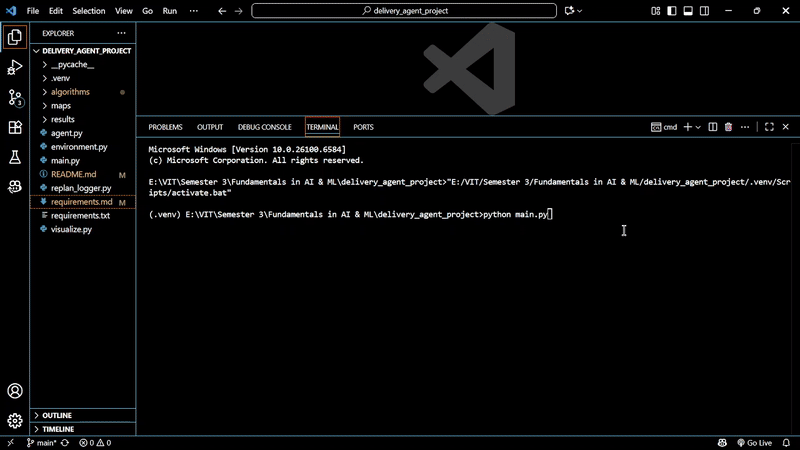 File Edit Selection View Go Run ···
delivery_agent_project
EXPLORER ···
DELIVERY_AGENT_PROJECT
__pycache__
.venv
algorithms
maps
results
agent.py
environment.py
main.py
README.md M
replan_logger.py
requirements.md M
requirements.txt
visualize.py
OUTLINE
TIMELINE
3
PROBLEMS OUTPUT DEBUG CONSOLE TERMINAL PORTS
cmd
Microsoft Windows [Version 10.0.26100.6584]
(c) Microsoft Corporation. All rights reserved.
E:\VIT\Semester 3\Fundamentals in AI & ML\delivery_agent_project>"E:/VIT/Semester 3/Fundamentals in AI & ML/delivery_agent_project/.venv/Scr
ipts/activate.bat"
(.venv) E:\VIT\Semester 3\Fundamentals in AI & ML\delivery_agent_project>python main.py
main* 0 0 Go Live